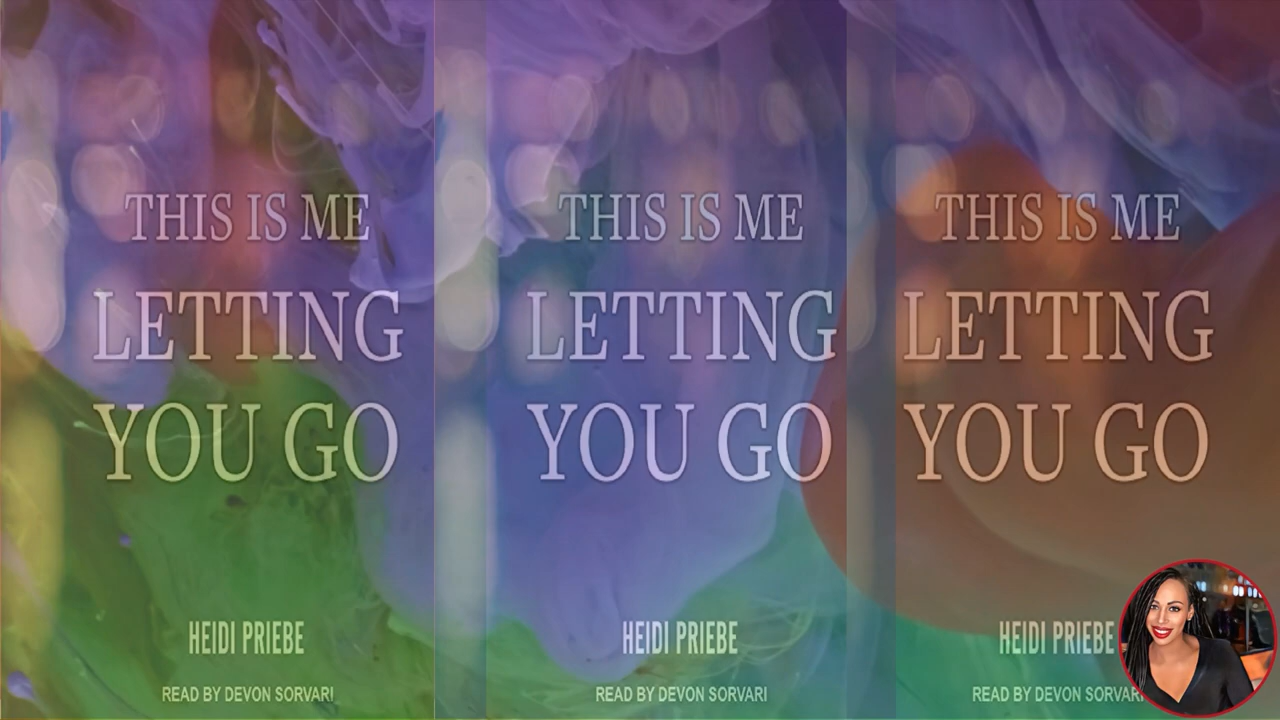 THIS IS ME
LETTING
YOU GO
HEIDI PRIEBE
READ BY DEVON SORVARI
THIS IS ME
LETTING
YOU GO
HEIDI PRIEBE
READ BY DEVON SORVARI
THIS IS ME
LETTING
YOU GO
HEIDI PRIEBE
READ BY DEVON SORVARI